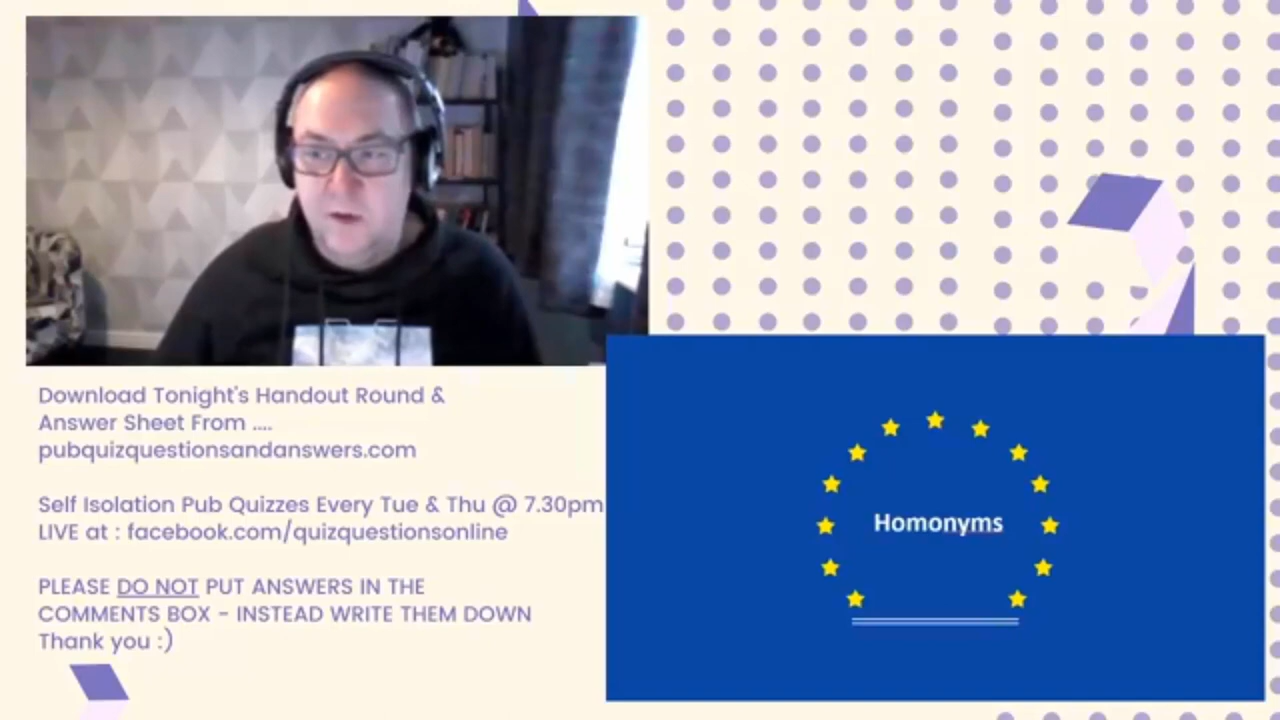 Download Tonight's Handout Round &
Answer Sheet From ....
pubquizquestionsandanswers.com
Self Isolation Pub Quizzes Every Tue & Thu @ 7.30pm
LIVE at : facebook.com/quizquestionsonline
PLEASE DO NOT PUT ANSWERS IN THE
COMMENTS BOX - INSTEAD WRITE THEM DOWN
Thank you :)
Homonyms